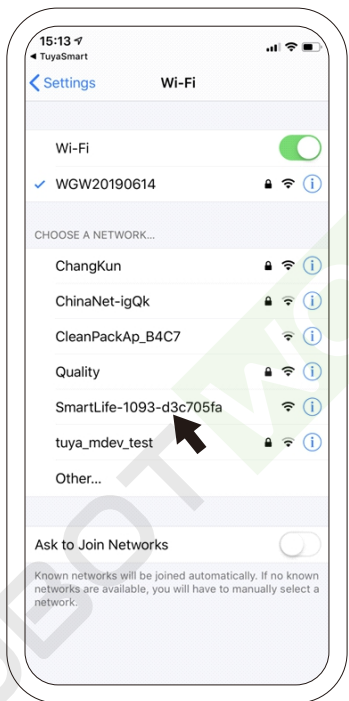 15:13
TuyaSmart
Settings
Wi-Fi
Wi-Fi
WGW20190614
CHOOSE A NETWORK...
ChangKun
ChinaNet-igQk
CleanPackAp_B4C7
Quality
SmartLife-1093-d3c705fa
tuya_mdev_test
Other...
Ask to Join Networks
Known networks will be joined automatically. If no known
networks are available, you will have to manually select a
network.